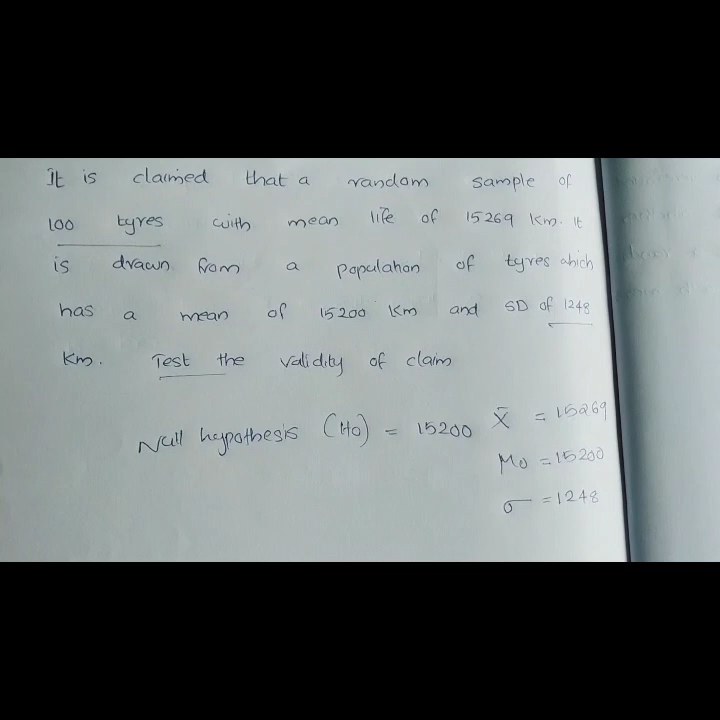 It is claimed that a random sample of
100 tyres with mean life of 15269 km. It
is drawn from a population of tyres which
has a mean of 15200 Km and SD of 1248
Km. Test the validity of claim
Null hypothesis (Ho) = 15200
X̄ = 15269
Mo = 15200
σ = 1248